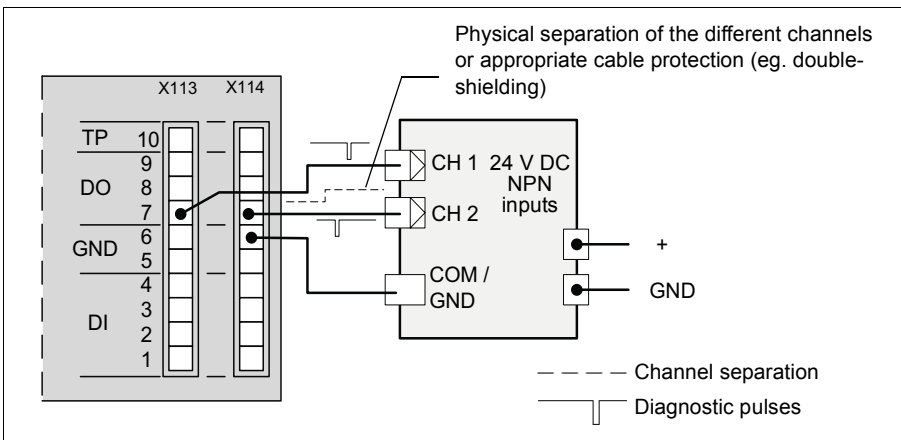 Physical separation of the different channels
or appropriate cable protection (eg. double-
shielding)
X113 X114
TP 10
9
DO 8
7
GND 6
5
4
DI 3
2
1
CH 1 24 V DC
NPN
inputs
CH 2
COM /
GND
+
GND
Channel separation
Diagnostic pulses